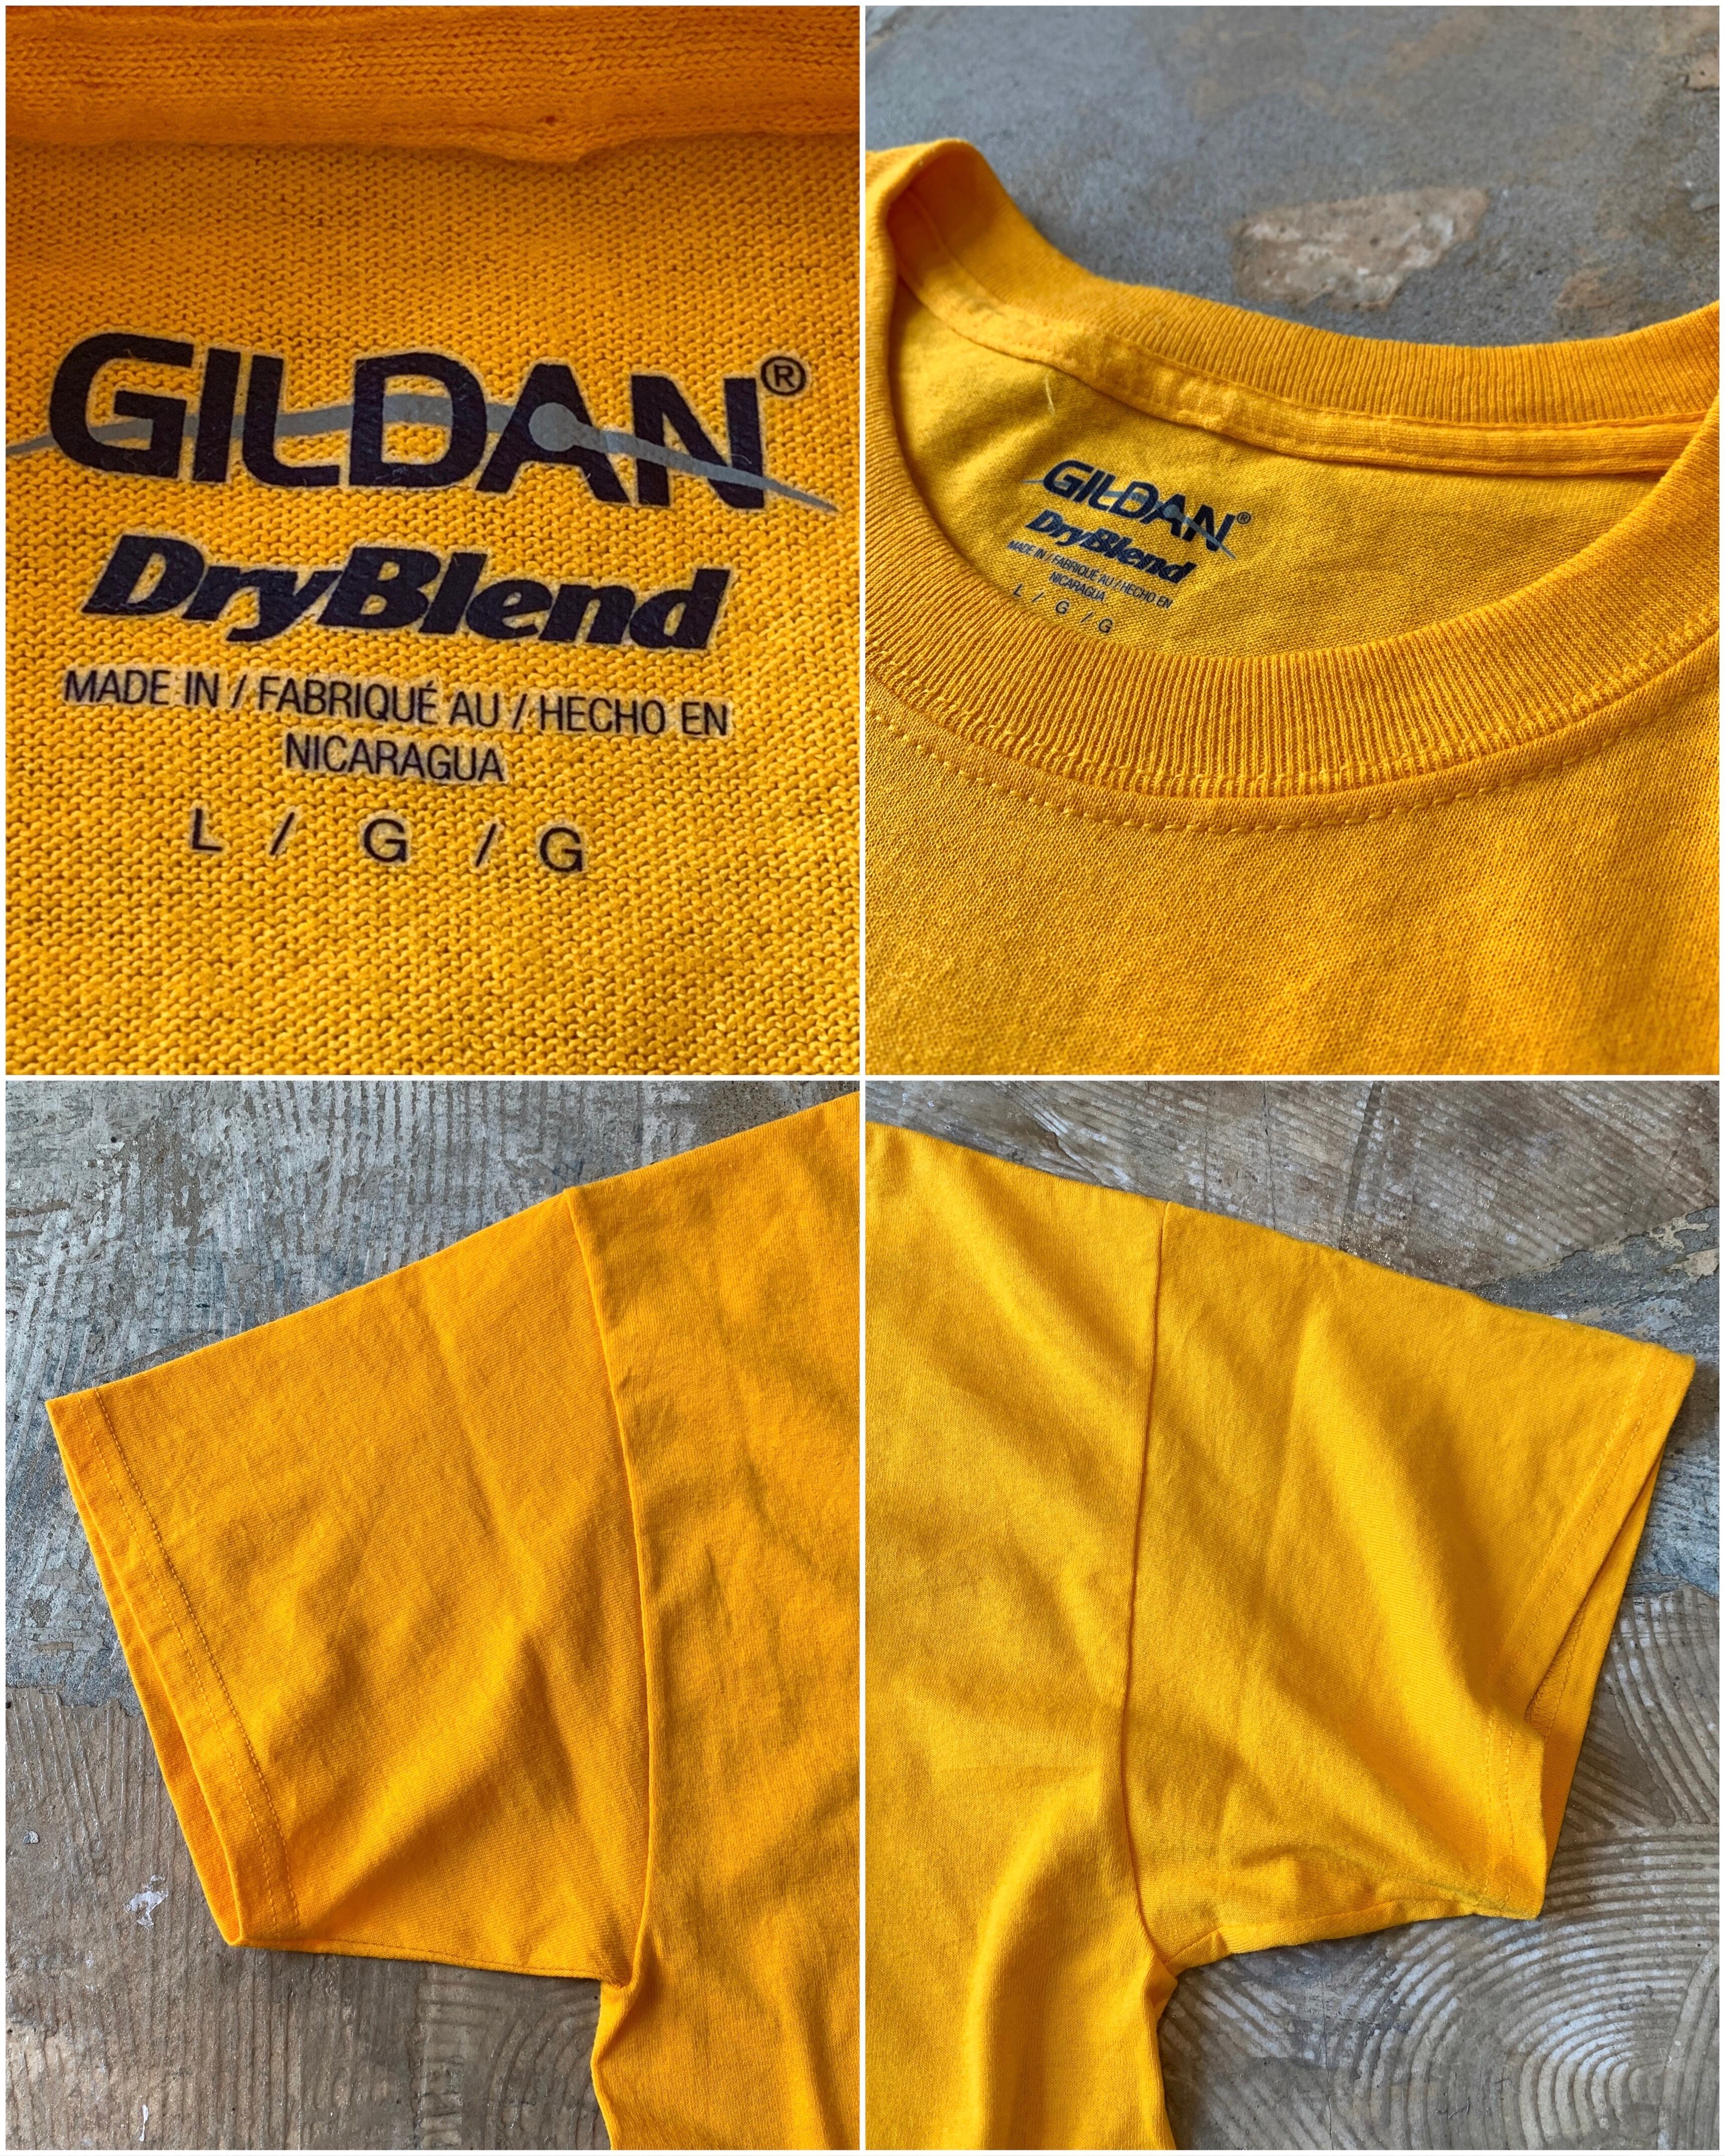 GILDAN®
DryBlend
MADE IN / FABRIQUÉ AU / HECHO EN
NICARAGUA
L / G / G
GILDAN®
DryBlend
MADE IN / FABRIQUÉ AU / HECHO EN
NICARAGUA
L / G / G